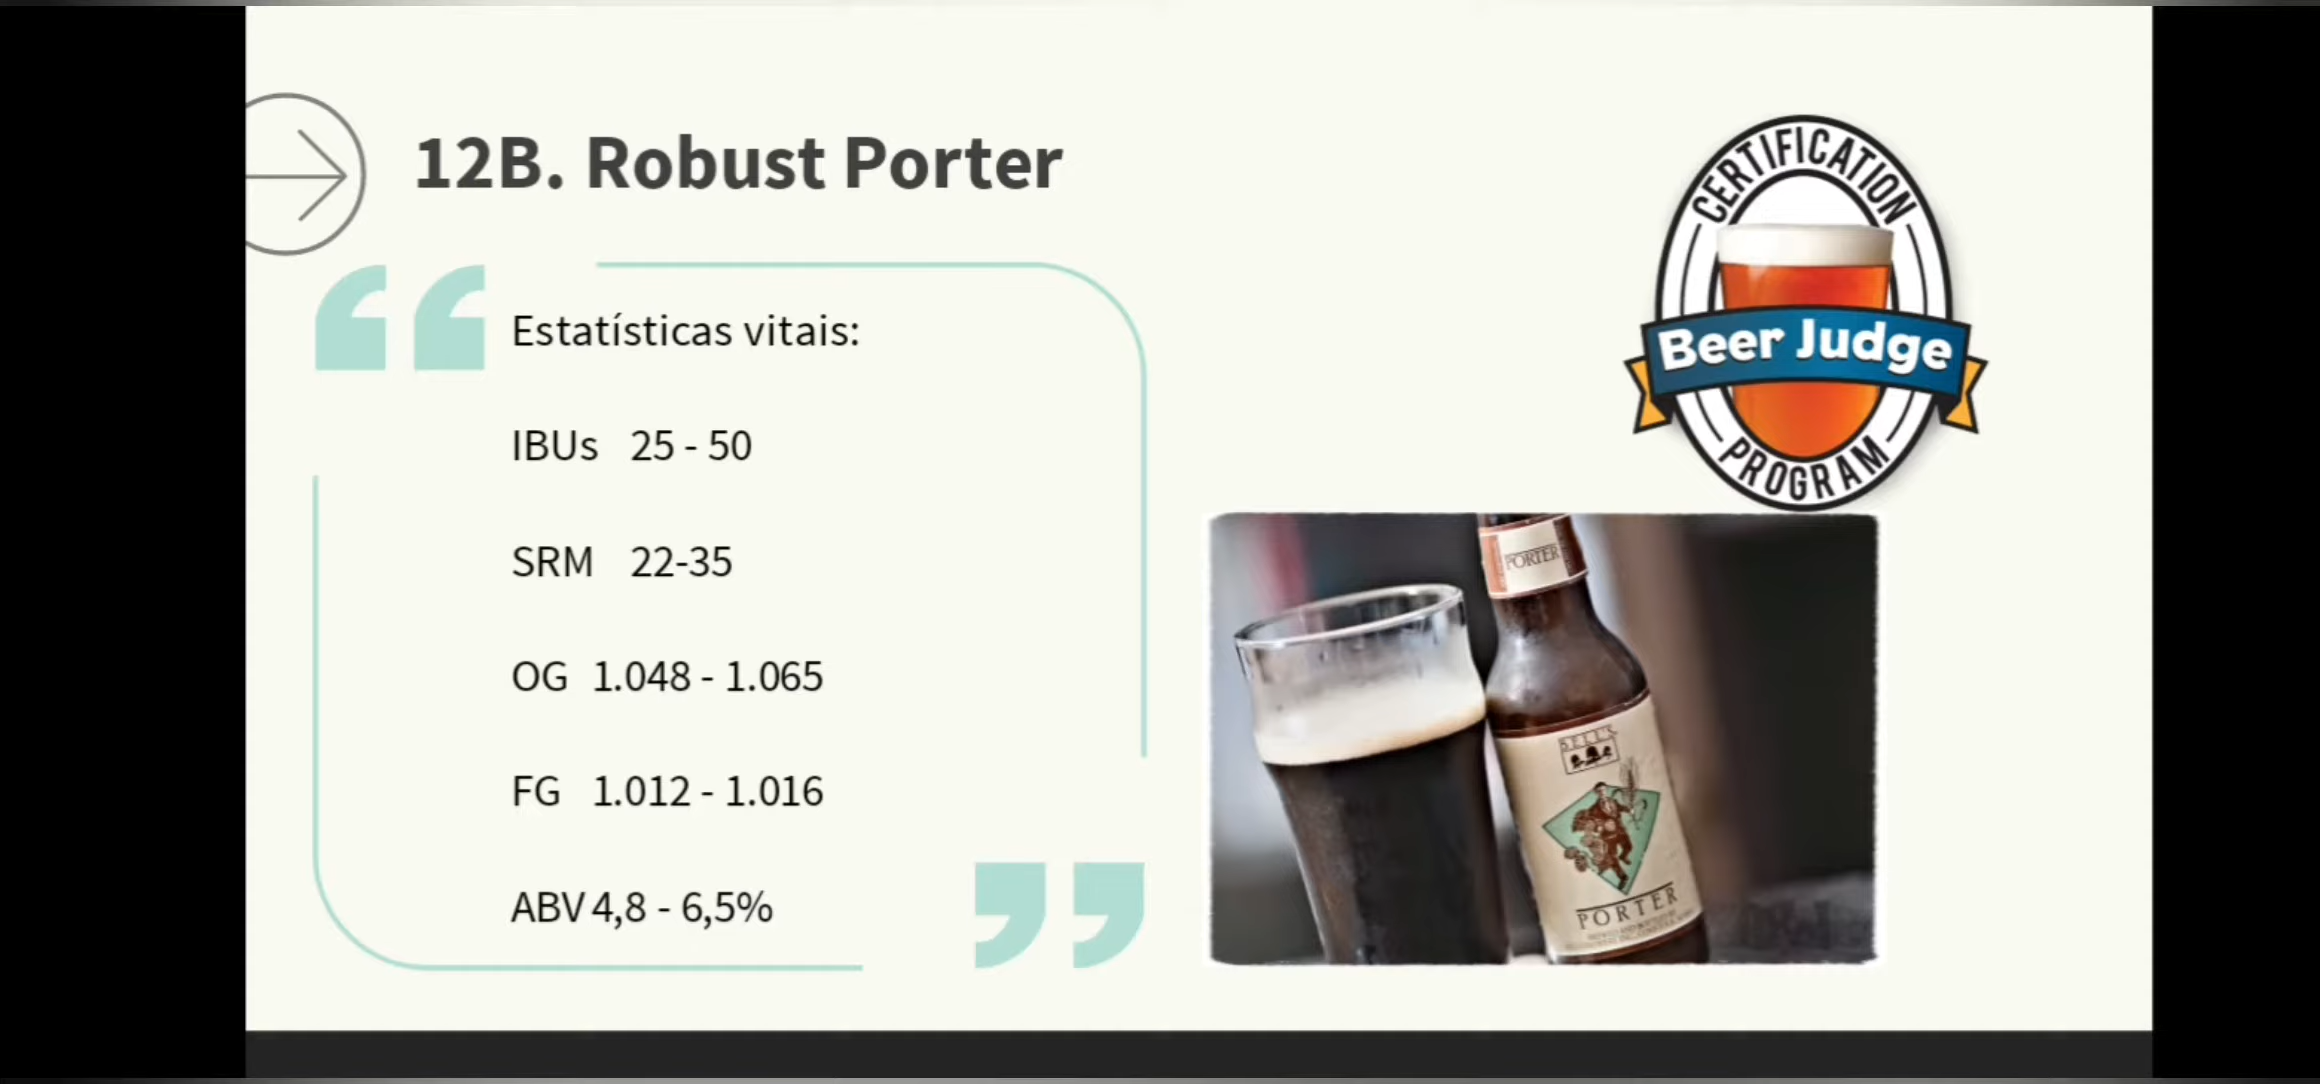 12B. Robust Porter
Estatísticas vitais:
IBUs 25 - 50
SRM 22-35
OG 1.048 - 1.065
FG 1.012 - 1.016
ABV 4,8 - 6,5%
CERTIFICATION
Beer Judge
PROGRAM
PORTER
BELL'S
PORTER